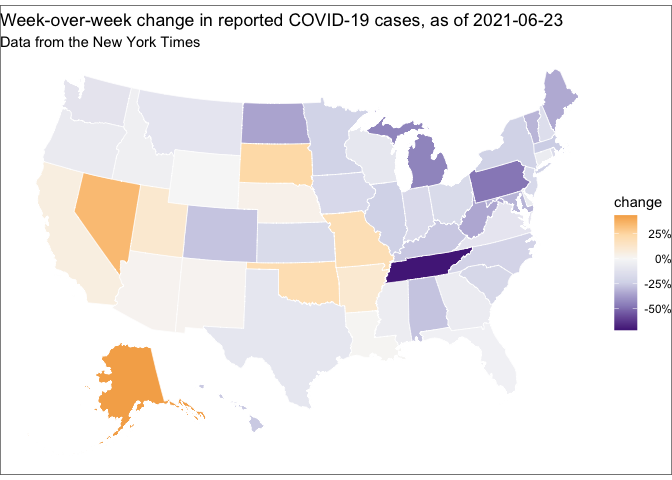 Week-over-week change in reported COVID-19 cases, as of 2021-06-23
Data from the New York Times
change
25%
0%
-25%
-50%